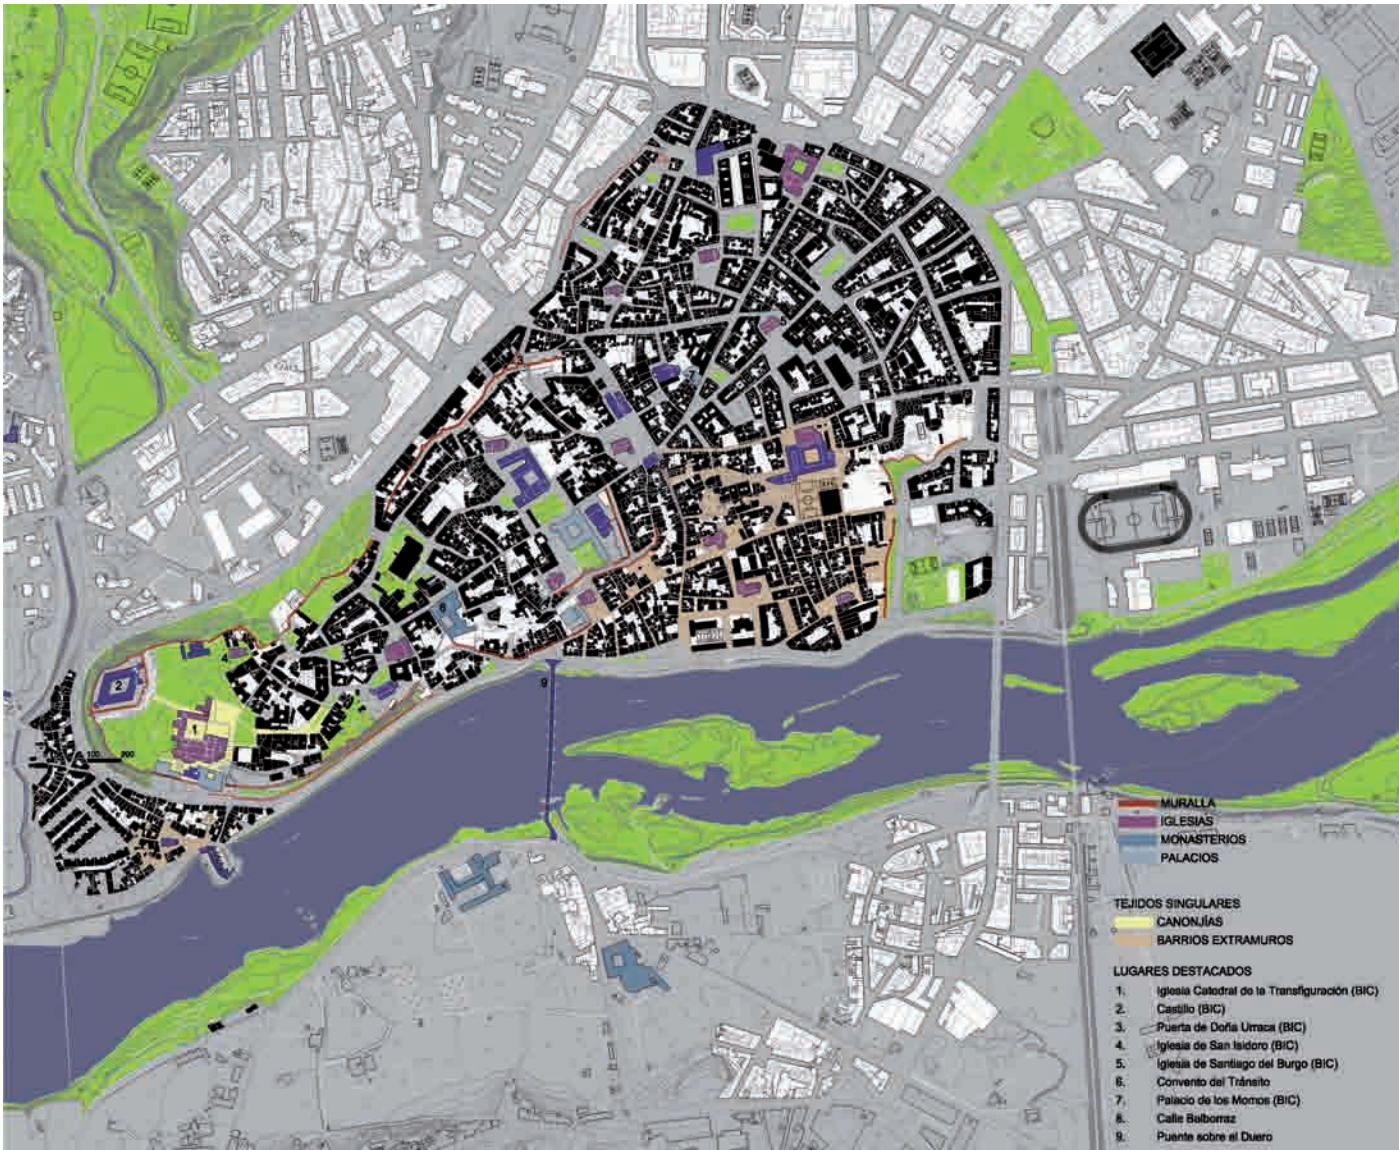 2
4
1
100 200
6
9
MURALLA
IGLESIAS
MONASTERIOS
PALACIOS
TEJIDOS SINGULARES
CANONJÍAS
BARRIOS EXTRAMUROS
LUGARES DESTACADOS
1. Iglesia Catedral de la Transfiguración (BIC)
2. Castillo (BIC)
3. Puerta de Doña Urraca (BIC)
4. Iglesia de San Isidoro (BIC)
5. Iglesia de Santiago del Burgo (BIC)
6. Convento del Tránsito
7. Palacio de los Momos (BIC)
8. Calle Balborraz
9. Puente sobre el Duero